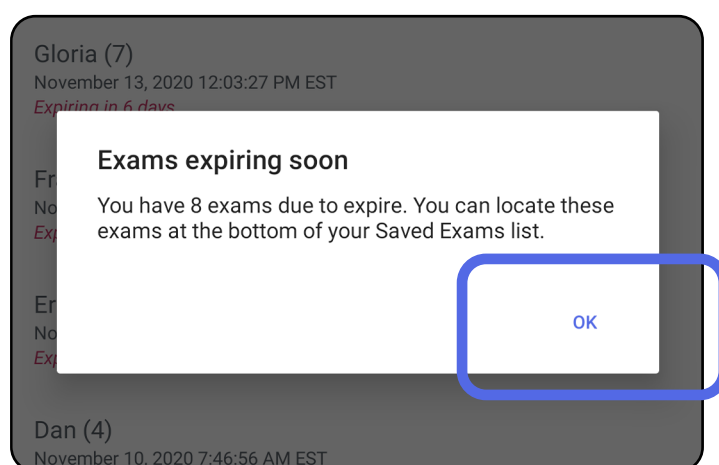 Gloria (7)
November 13, 2020 12:03:27 PM EST
Expiring in 6 days
Exams expiring soon
You have 8 exams due to expire. You can locate these
exams at the bottom of your Saved Exams list.
OK
Dan (4)
November 10, 2020 7:46:56 AM EST